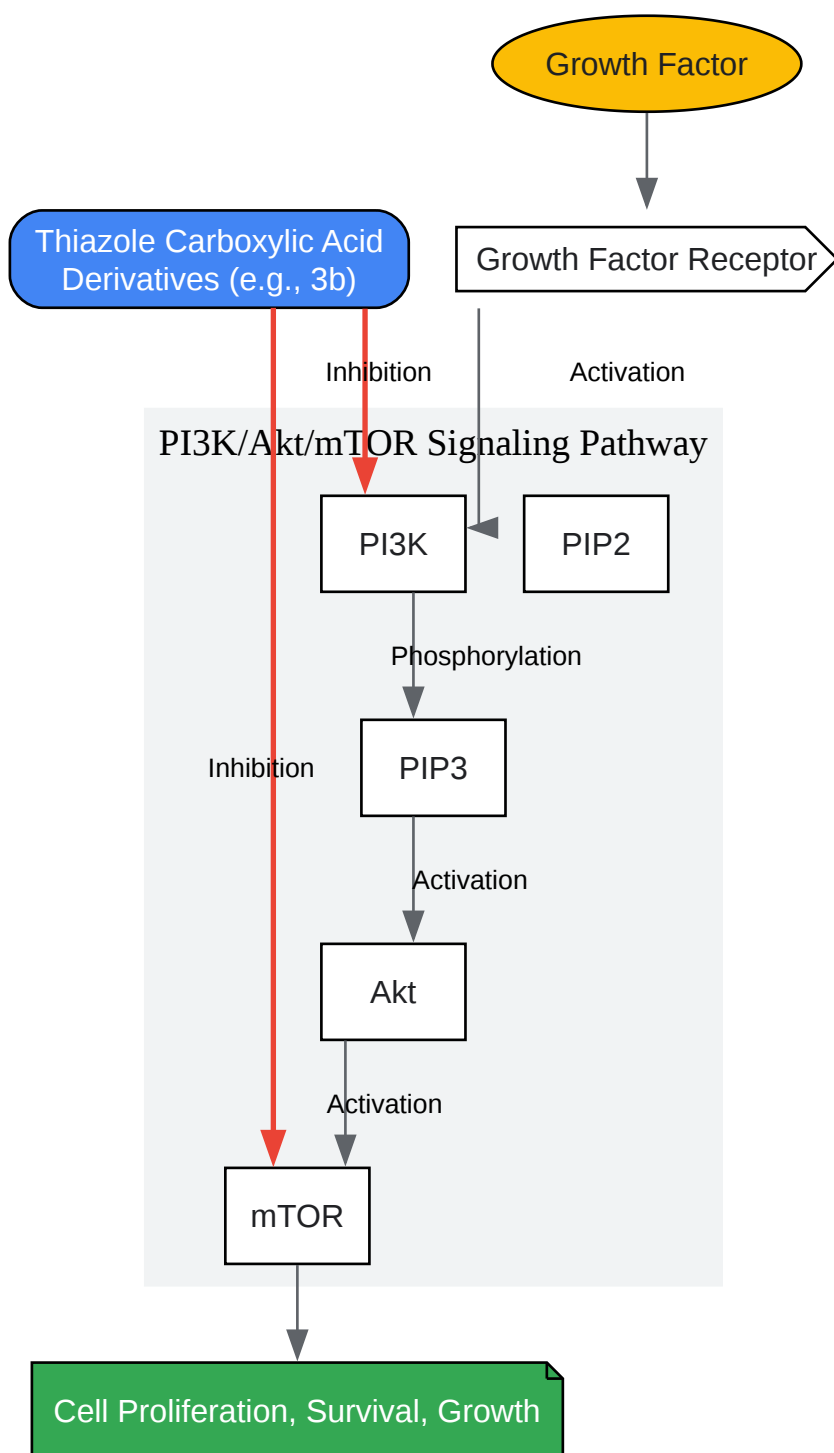 Growth Factor
Thiazole Carboxylic Acid
Derivatives (e.g., 3b)
Growth Factor Receptor
Inhibition
Activation
PI3K/Akt/mTOR Signaling Pathway
PI3K
PIP2
Phosphorylation
PIP3
Inhibition
Activation
Akt
Activation
mTOR
Cell Proliferation, Survival, Growth